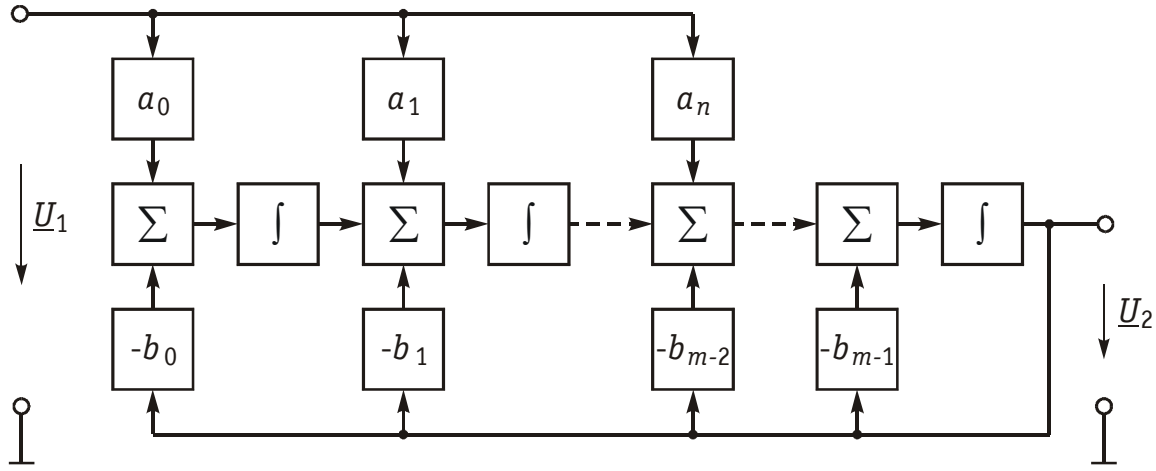 a0 a1 an
U1 ∑ ∫ ∑ ∫ ∑ ∑ ∫ U2
-b0 -b1 -bm-2 -bm-1